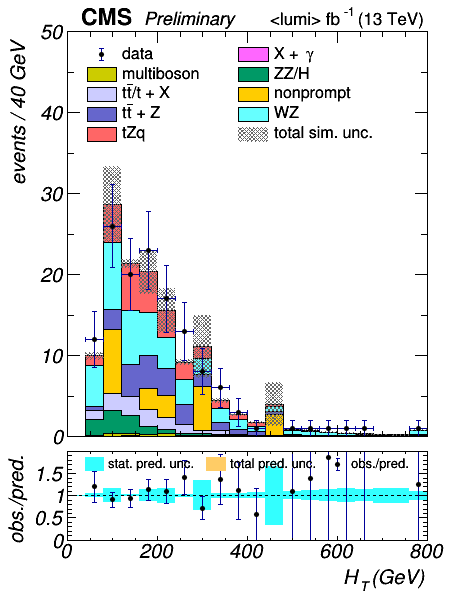 CMS Preliminary <lumi> fb⁻¹ (13 TeV)
events / 40 GeV
50
40
30
20
10
0
data
multiboson
tt̄/t + X
tt̄ + Z
tZq
X + γ
ZZ/H
nonprompt
WZ
total sim. unc.
obs./pred.
1.5
1
0.5
0
stat. pred. unc. total pred. unc. obs./pred.
0 200 400 600 800
H_T (GeV)